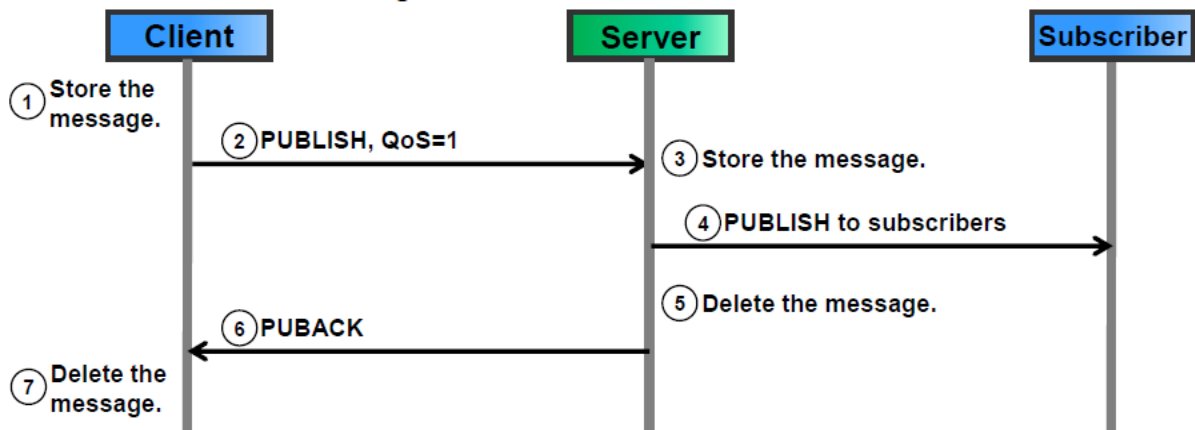 Client
Server
Subscriber
1 Store the
message.
2 PUBLISH, QoS=1
3 Store the message.
4 PUBLISH to subscribers
5 Delete the message.
6 PUBACK
7 Delete the
message.